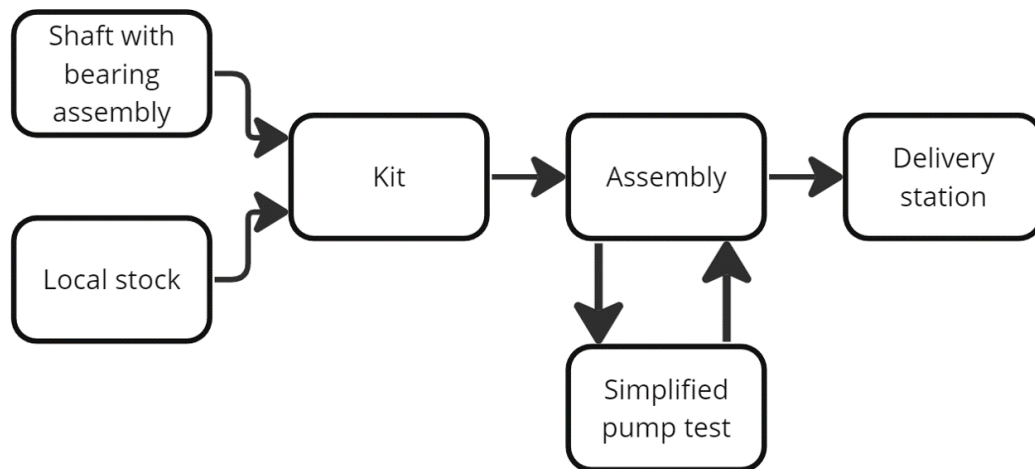 Shaft with
bearing
assembly
Local stock
Kit
Assembly
Simplified
pump test
Delivery
station